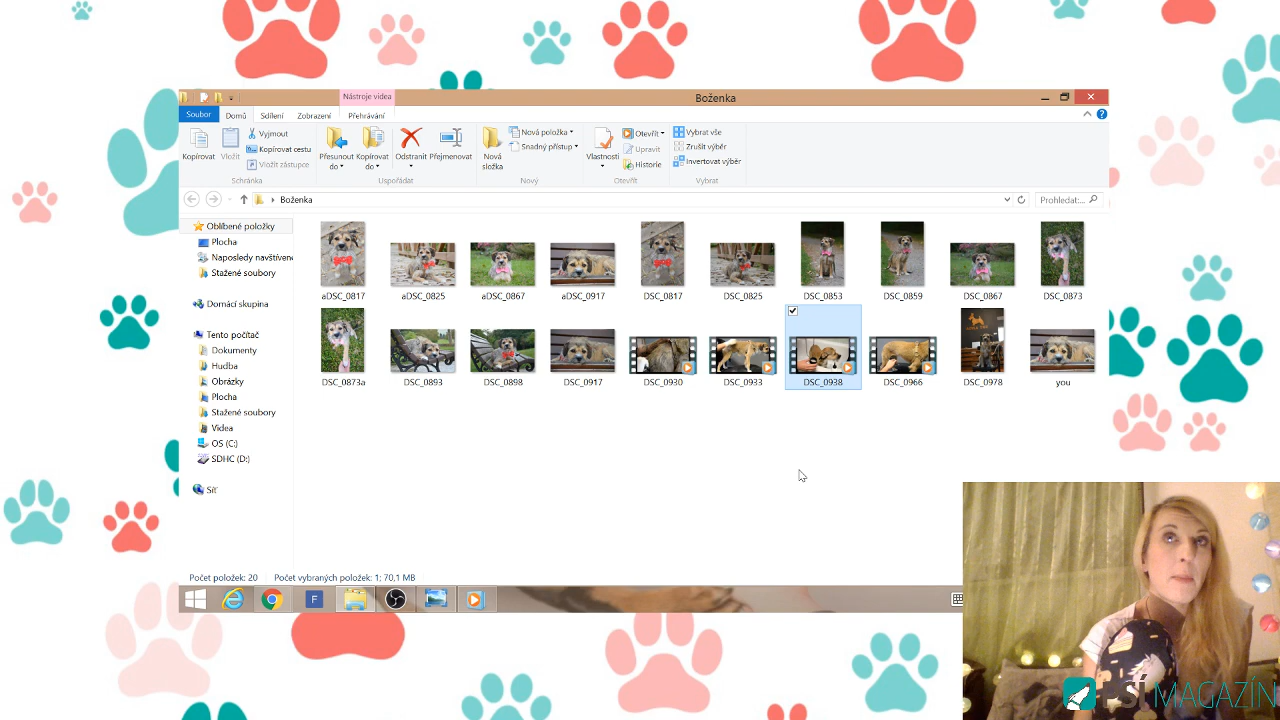 Nástroje videa
Boženka
Soubor
Domů
Sdílení
Zobrazení
Přehrávání
Kopírovat
Vložit
Vyjmout
Kopírovat cestu
Vložit zástupce
Schránka
Přesunout do
Kopírovat do
Odstranit
Přejmenovat
Uspořádat
Nová složka
Nová položka
Snadný přístup
Nový
Vlastnosti
Otevřít
Upravit
Historie
Otevřít
Vybrat vše
Zrušit výběr
Invertovat výběr
Vybrat
Boženka
Prohledat:...
Oblíbené položky
Plocha
Naposledy navštívené
Stažené soubory
Domácí skupina
Tento počítač
Dokumenty
Hudba
Obrázky
Plocha
Stažené soubory
Videa
OS (C:)
SDHC (D:)
Síť
aDSC_0817
aDSC_0825
aDSC_0867
aDSC_0917
DSC_0817
DSC_0825
DSC_0853
DSC_0859
DSC_0867
DSC_0873
DSC_0873a
DSC_0893
DSC_0898
DSC_0917
DSC_0930
DSC_0933
DSC_0938
DSC_0966
DSC_0978
you
Počet položek: 20
Počet vybraných položek: 1; 70,1 MB
F
PSÍ MAGAZÍN